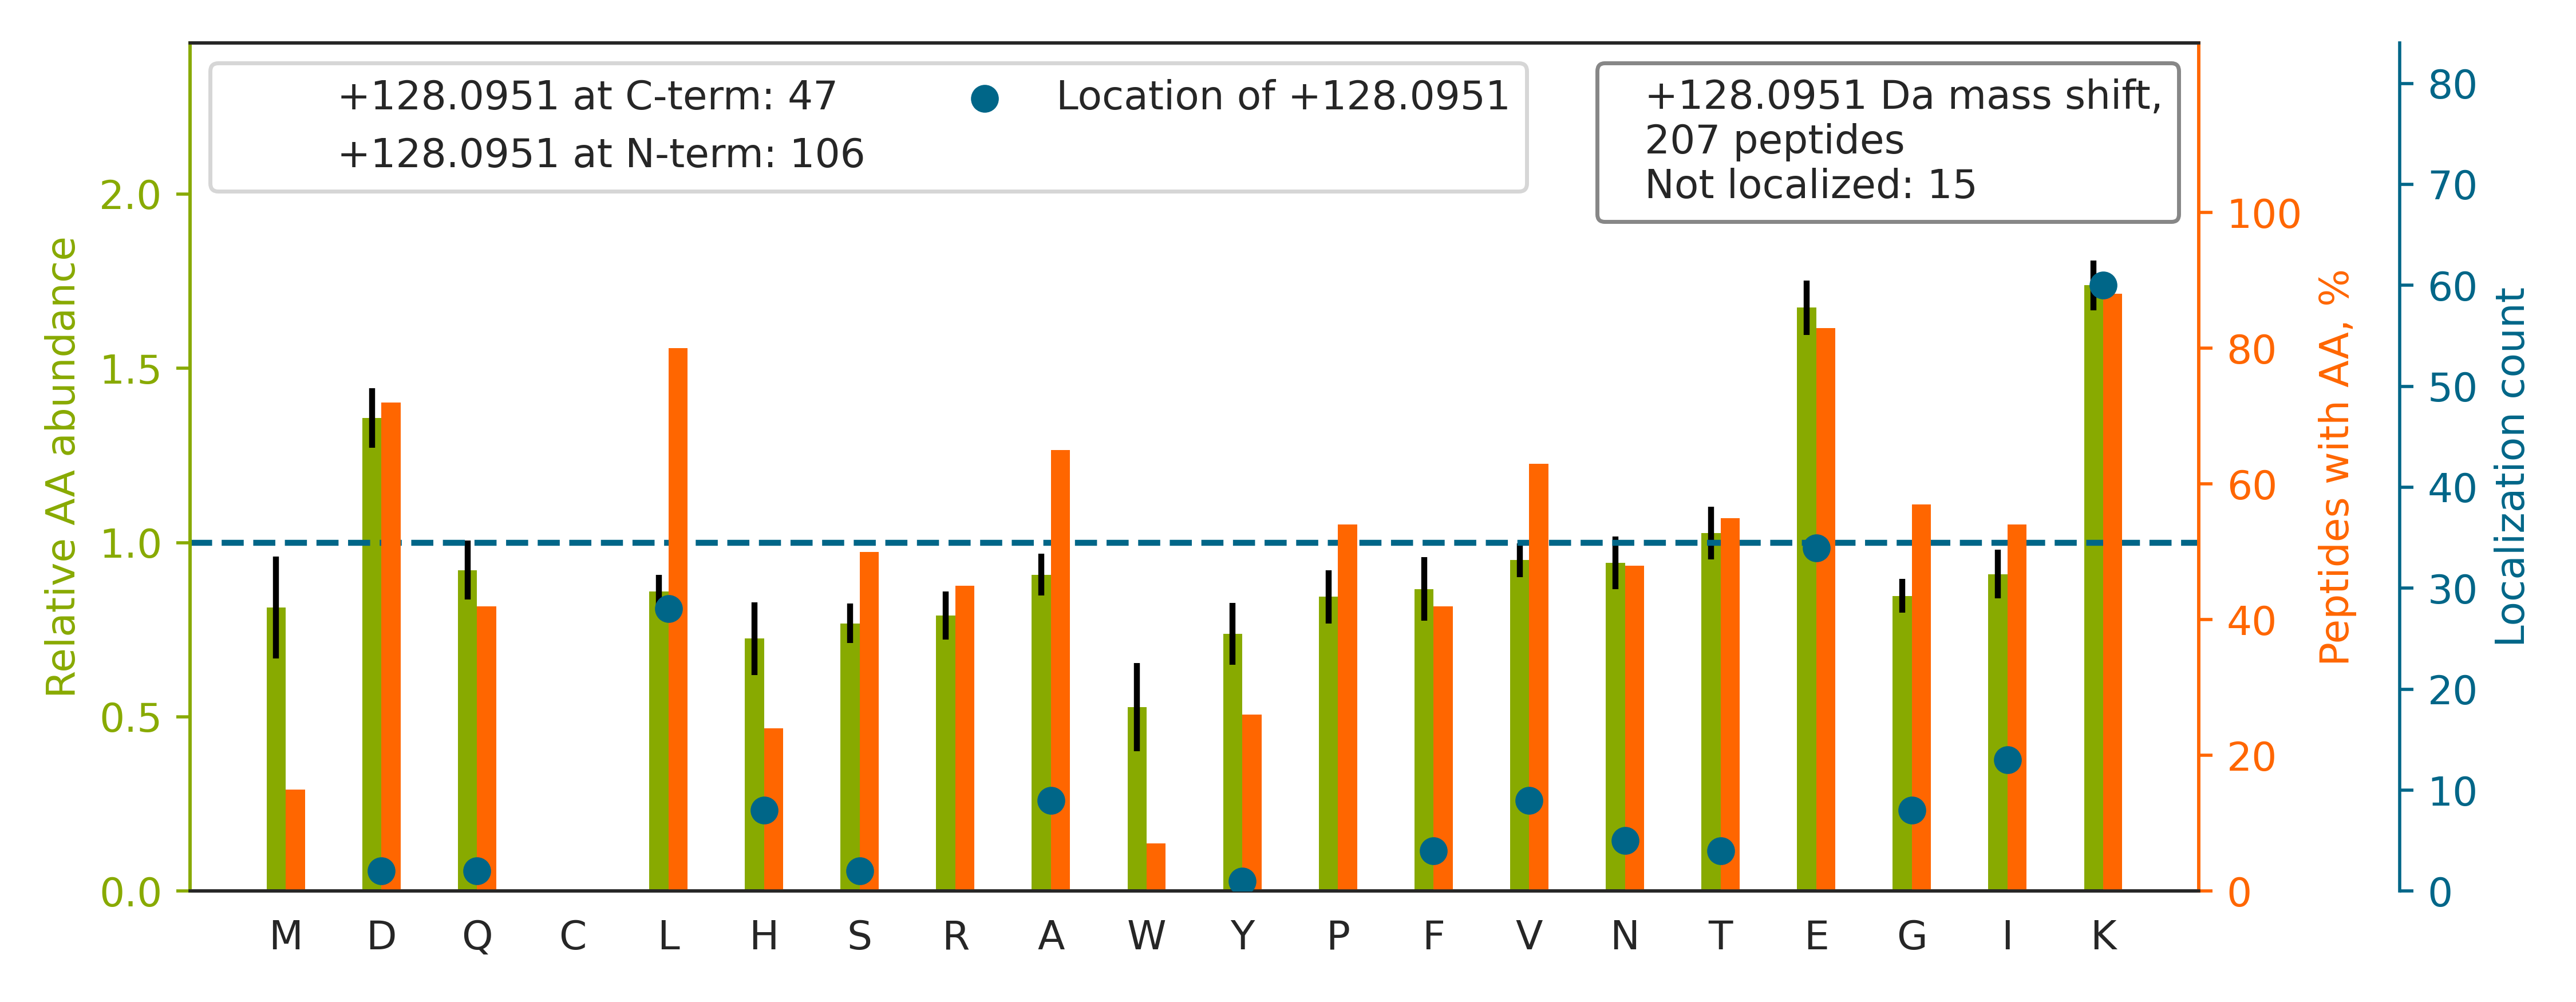 +128.0951 at C-term: 47
+128.0951 at N-term: 106
Location of +128.0951
+128.0951 Da mass shift,
207 peptides
Not localized: 15
Relative AA abundance
2.0
1.5
1.0
0.5
0.0
M D Q C L H S R A W Y P F V N T E G I K
100
80
60
40
20
0
Peptides with AA, %
80
70
60
50
40
30
20
10
0
Localization count